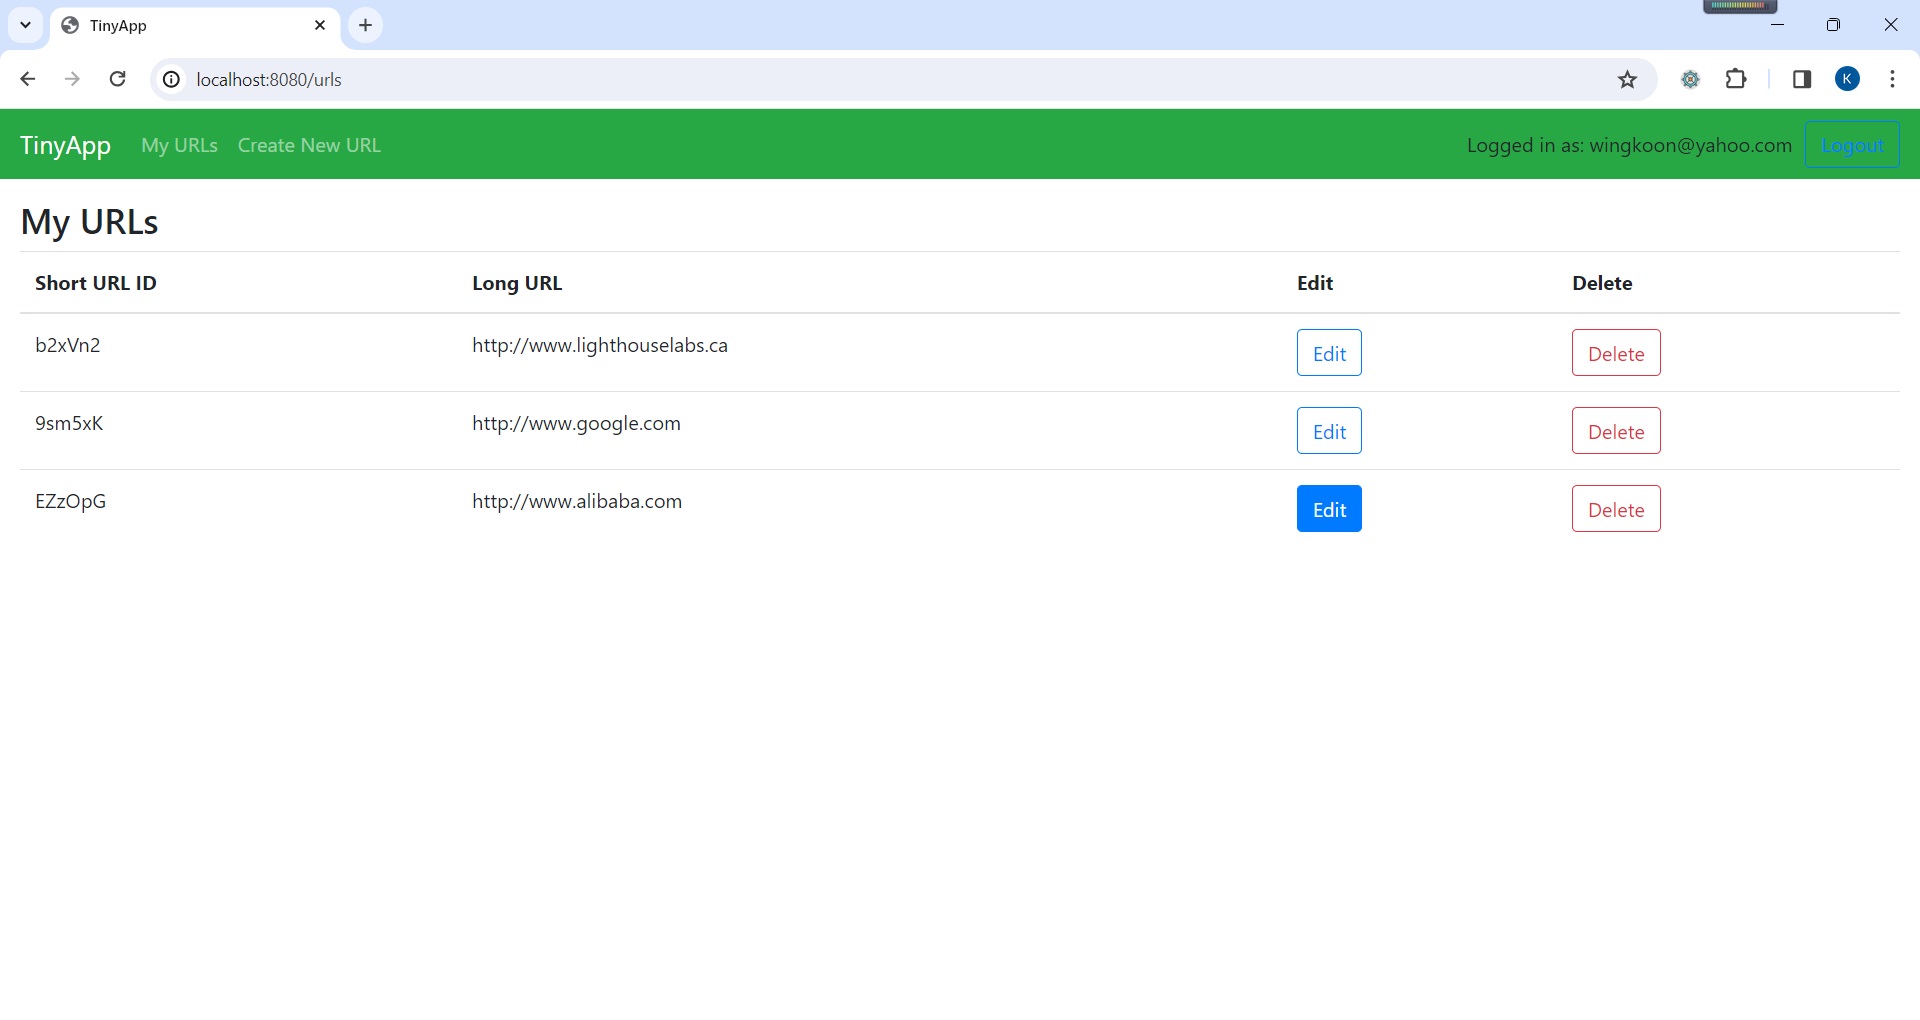 TinyApp
localhost:8080/urls
K
TinyApp My URLs Create New URL Logged in as: wingkoon@yahoo.com Logout
My URLs
Short URL ID Long URL Edit Delete
b2xVn2 http://www.lighthouselabs.ca Edit Delete
9sm5xK http://www.google.com Edit Delete
EZzOpG http://www.alibaba.com Edit Delete